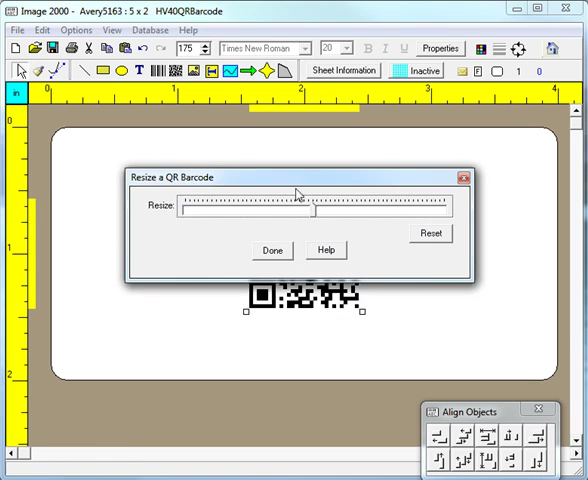 Image 2000 - Avery5163 : 5 x 2 HV40QRBarcode
File Edit Options View Database Help
175 Times New Roman 20 B I U Properties
T Sheet Information Inactive F 1 0
in 0 1 2 3 4
0
1
2
Resize a QR Barcode
Resize:
Reset
Done Help
Align Objects